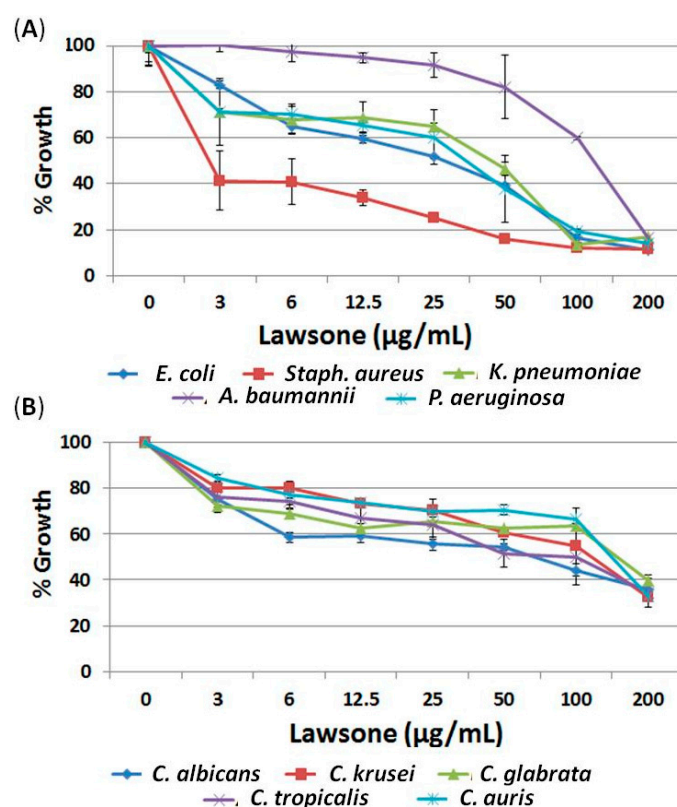 (A)
100
80
60
40
20
0
% Growth
0 3 6 12.5 25 50 100 200
Lawsone (µg/mL)
E. coli Staph. aureus K. pneumoniae
A. baumannii P. aeruginosa
(B)
100
80
60
40
20
0
% Growth
0 3 6 12.5 25 50 100 200
Lawsone (µg/mL)
C. albicans C. krusei C. glabrata
C. tropicalis C. auris